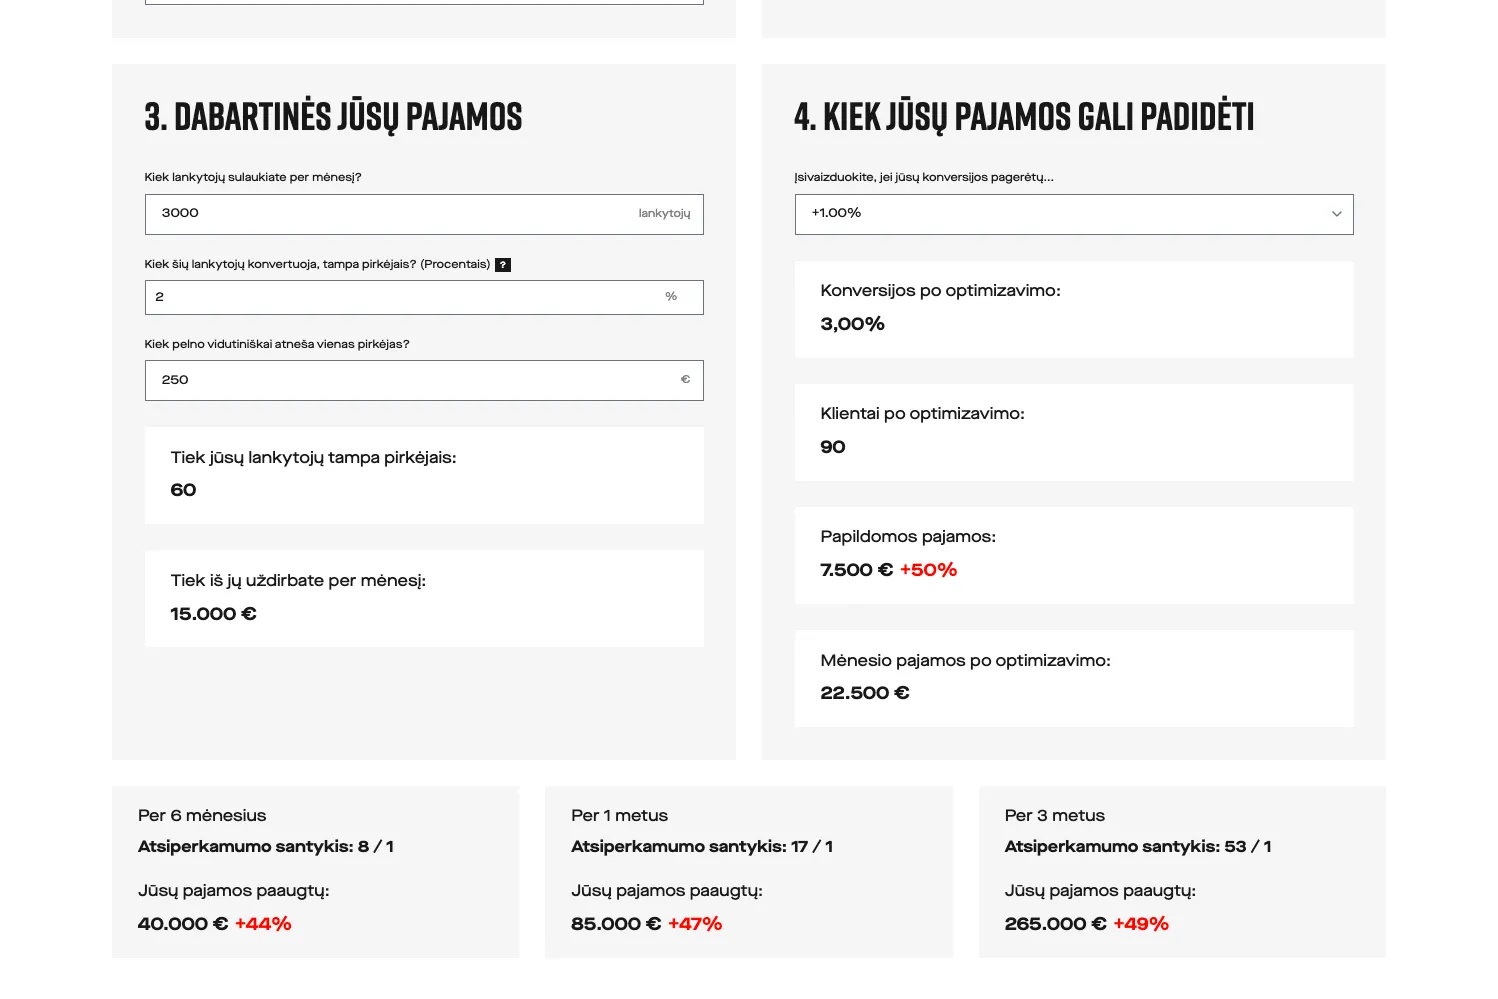 3. DABARTINĖS JŪSŲ PAJAMOS
Kiek lankytojų sulaukiate per mėnesį?
3000 lankytojų
Kiek šių lankytojų konvertuoja, tampa pirkėjais? (Procentais) ?
2 %
Kiek pelno vidutiniškai atneša vienas pirkėjas?
250 €
Tiek jūsų lankytojų tampa pirkėjais:
60
Tiek iš jų uždirbate per mėnesį:
15.000 €
4. KIEK JŪSŲ PAJAMOS GALI PADIDĖTI
Įsivaizduokite, jei jūsų konversijos pagerėtų...
+1.00%
Konversijos po optimizavimo:
3,00%
Klientai po optimizavimo:
90
Papildomos pajamos:
7.500 € +50%
Mėnesio pajamos po optimizavimo:
22.500 €
Per 6 mėnesius
Atsiperkamumo santykis: 8 / 1
Jūsų pajamos paaugtų:
40.000 € +44%
Per 1 metus
Atsiperkamumo santykis: 17 / 1
Jūsų pajamos paaugtų:
85.000 € +47%
Per 3 metus
Atsiperkamumo santykis: 53 / 1
Jūsų pajamos paaugtų:
265.000 € +49%